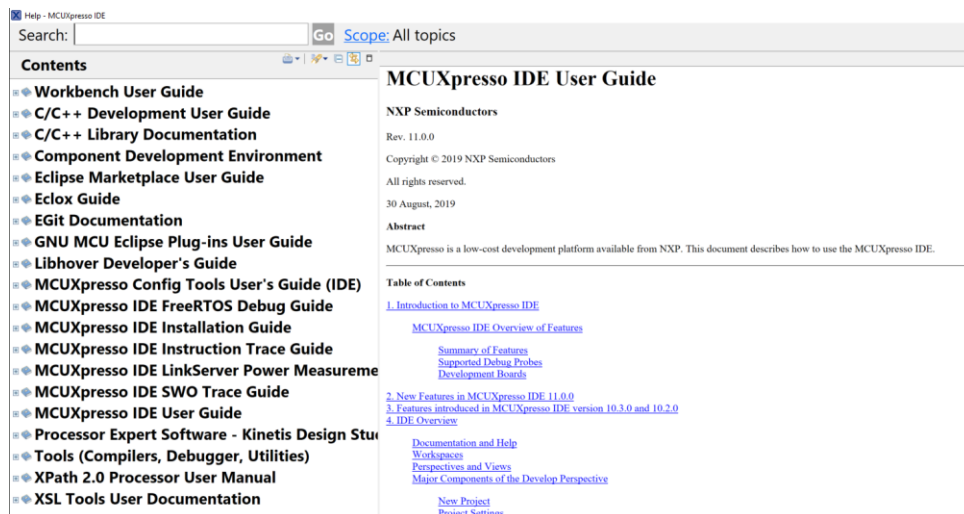 Help - MCUXpresso IDE
Search:
Go
Scope: All topics
Contents
Workbench User Guide
C/C++ Development User Guide
C/C++ Library Documentation
Component Development Environment
Eclipse Marketplace User Guide
Eclox Guide
EGit Documentation
GNU MCU Eclipse Plug-ins User Guide
Libhover Developer's Guide
MCUXpresso Config Tools User's Guide (IDE)
MCUXpresso IDE FreeRTOS Debug Guide
MCUXpresso IDE Installation Guide
MCUXpresso IDE Instruction Trace Guide
MCUXpresso IDE LinkServer Power Measureme
MCUXpresso IDE SWO Trace Guide
MCUXpresso IDE User Guide
Processor Expert Software - Kinetis Design Stu
Tools (Compilers, Debugger, Utilities)
XPath 2.0 Processor User Manual
XSL Tools User Documentation
MCUXpresso IDE User Guide
NXP Semiconductors
Rev. 11.0.0
Copyright © 2019 NXP Semiconductors
All rights reserved.
30 August, 2019
Abstract
MCUXpresso is a low-cost development platform available from NXP. This document describes how to use the MCUXpresso IDE.
Table of Contents
1. Introduction to MCUXpresso IDE
MCUXpresso IDE Overview of Features
Summary of Features
Supported Debug Probes
Development Boards
2. New Features in MCUXpresso IDE 11.0.0
3. Features introduced in MCUXpresso IDE version 10.3.0 and 10.2.0
4. IDE Overview
Documentation and Help
Workspaces
Perspectives and Views
Major Components of the Develop Perspective
New Project
Project Settings